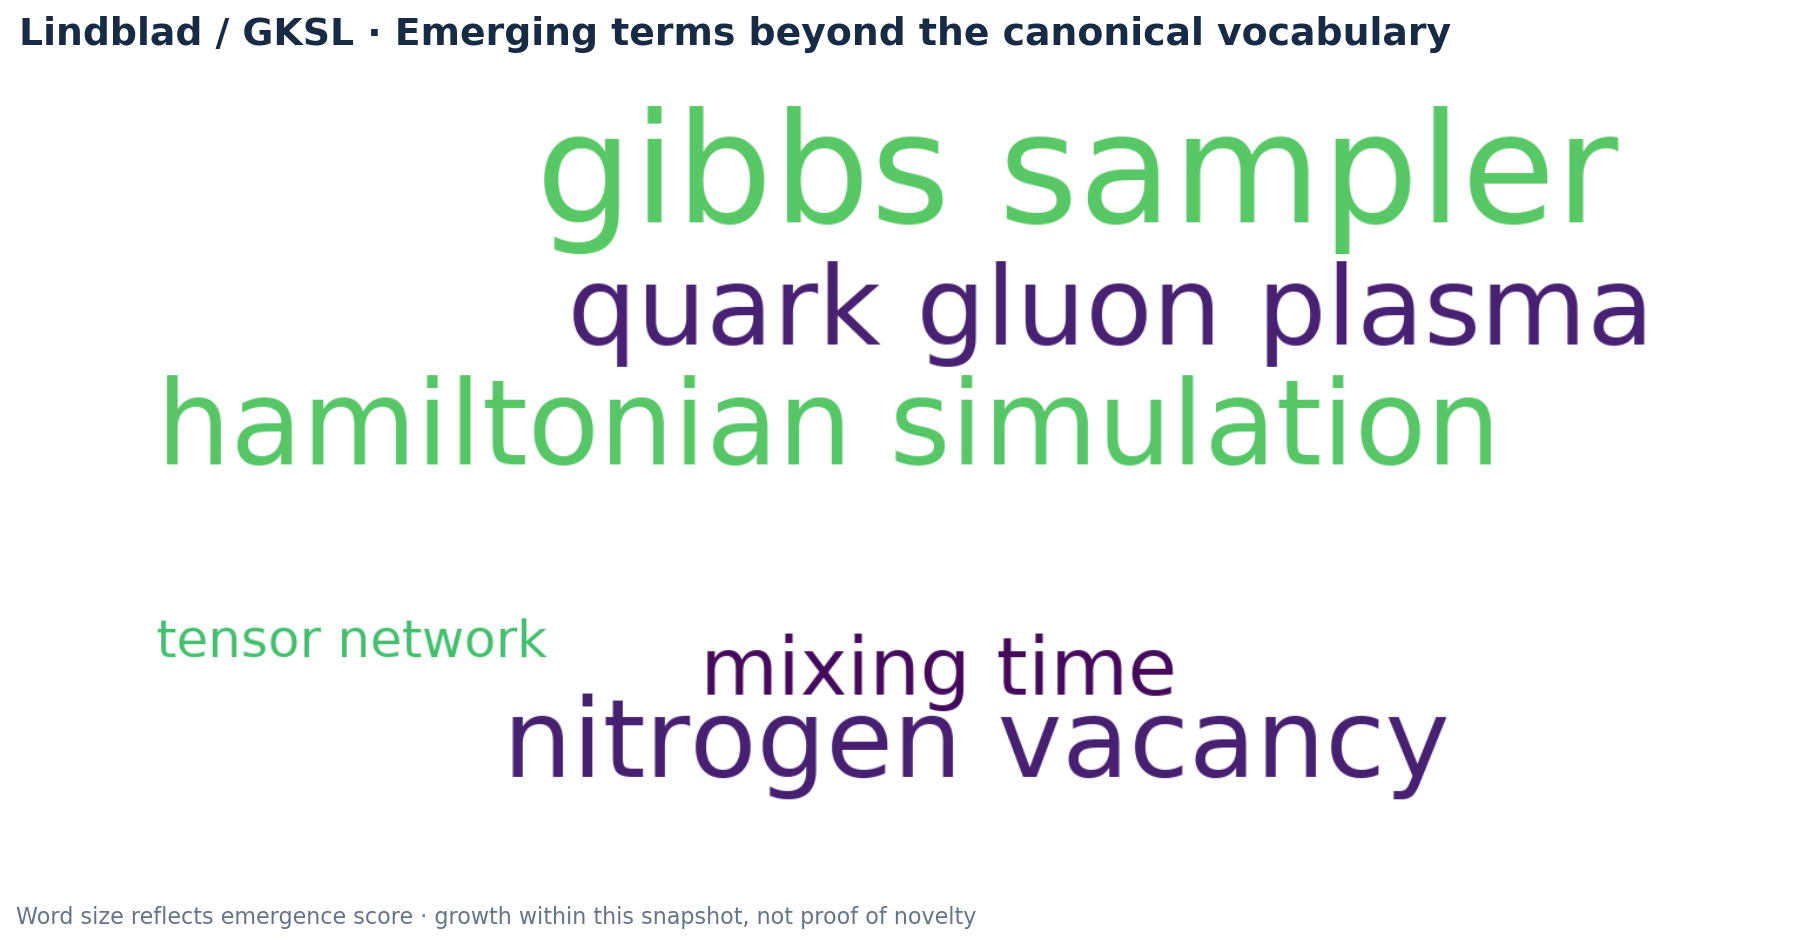 Lindblad / GKSL · Emerging terms beyond the canonical vocabulary
gibbs sampler
quark gluon plasma
hamiltonian simulation
tensor network
mixing time
nitrogen vacancy
Word size reflects emergence score · growth within this snapshot, not proof of novelty